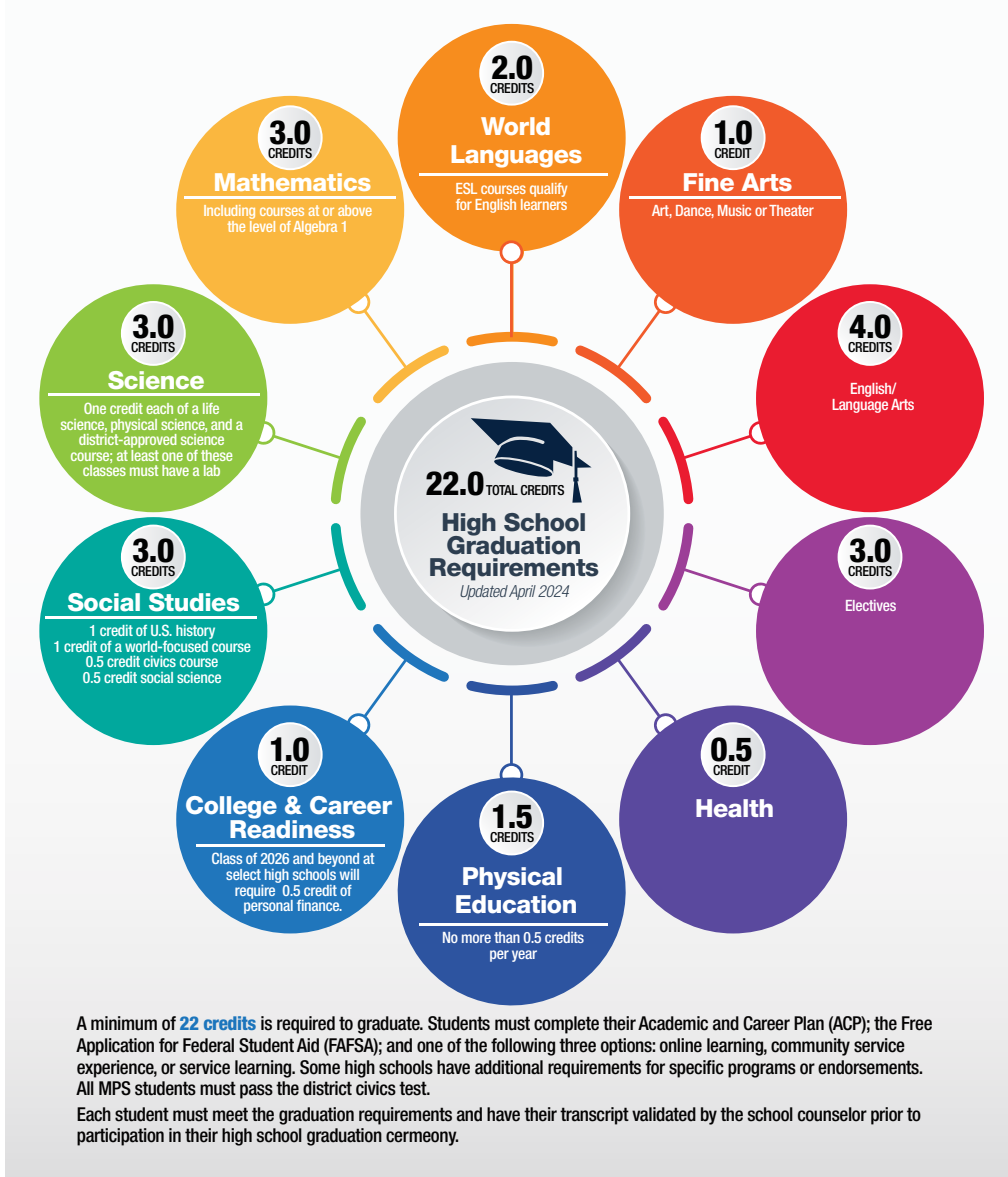 2.0
CREDITS
World
Languages
ESL courses qualify
for English learners
1.0
CREDIT
Fine Arts
Art, Dance, Music or Theater
4.0
CREDITS
English/
Language Arts
3.0
CREDITS
Electives
0.5
CREDIT
Health
1.5
CREDITS
Physical
Education
No more than 0.5 credits
per year
1.0
CREDIT
College & Career
Readiness
Class of 2026 and beyond at
select high schools will
require 0.5 credit of
personal finance.
3.0
CREDITS
Social Studies
1 credit of U.S. history
1 credit of a world-focused course
0.5 credit civics course
0.5 credit social science
3.0
CREDITS
Science
One credit each of a life
science, physical science, and a
district-approved science
course; at least one of these
classes must have a lab
3.0
CREDITS
Mathematics
Including courses at or above
the level of Algebra 1
22.0 TOTAL CREDITS
High School
Graduation
Requirements
Updated April 2024
A minimum of 22 credits is required to graduate. Students must complete their Academic and Career Plan (ACP); the Free
Application for Federal Student Aid (FAFSA); and one of the following three options: online learning, community service
experience, or service learning. Some high schools have additional requirements for specific programs or endorsements.
All MPS students must pass the district civics test.
Each student must meet the graduation requirements and have their transcript validated by the school counselor prior to
participation in their high school graduation cermeony.